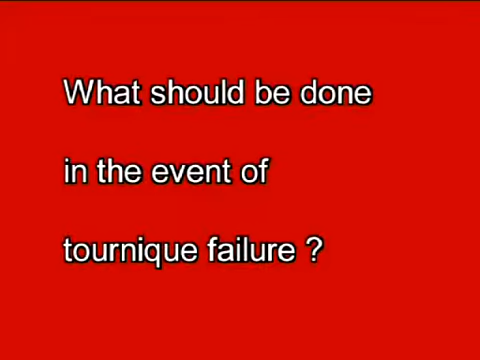 What should be done
in the event of
tournique failure ?